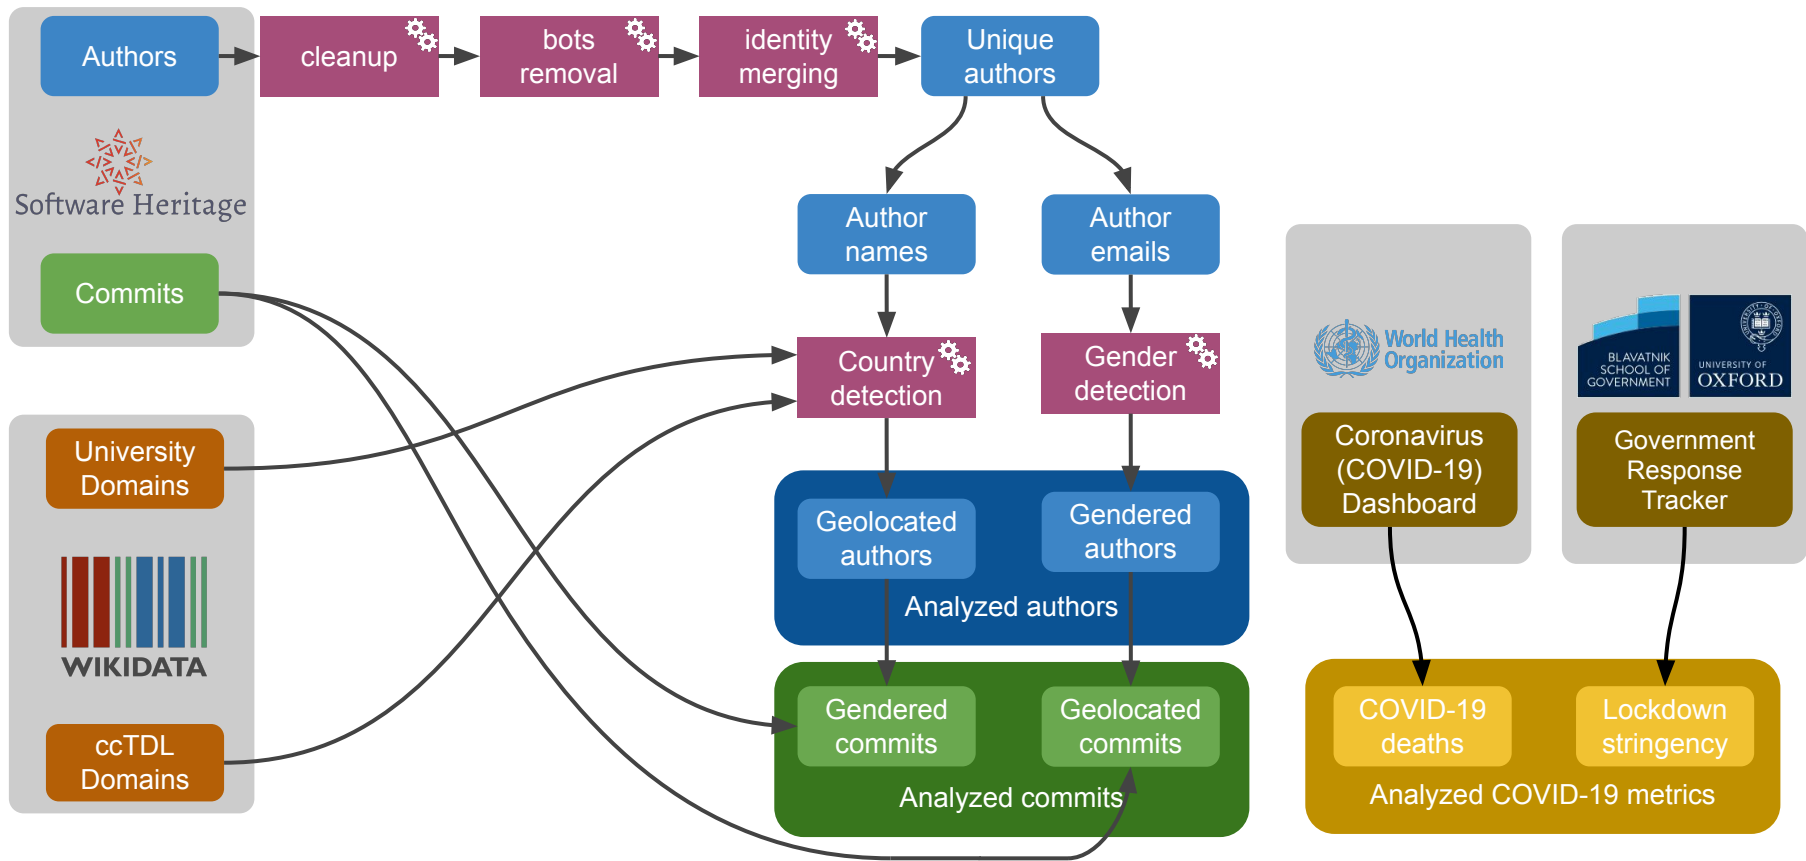 Authors
cleanup
bots
removal
identity
merging
Unique
authors
Software Heritage
Commits
Author
names
Author
emails
Country
detection
Gender
detection
University
Domains
WIKIDATA
ccTDL
Domains
Geolocated
authors
Gendered
authors
Analyzed authors
Gendered
commits
Geolocated
commits
Analyzed commits
World Health
Organization
Coronavirus
(COVID-19)
Dashboard
BLAVATNIK
SCHOOL OF
GOVERNMENT
UNIVERSITY OF
OXFORD
Government
Response
Tracker
COVID-19
deaths
Lockdown
stringency
Analyzed COVID-19 metrics